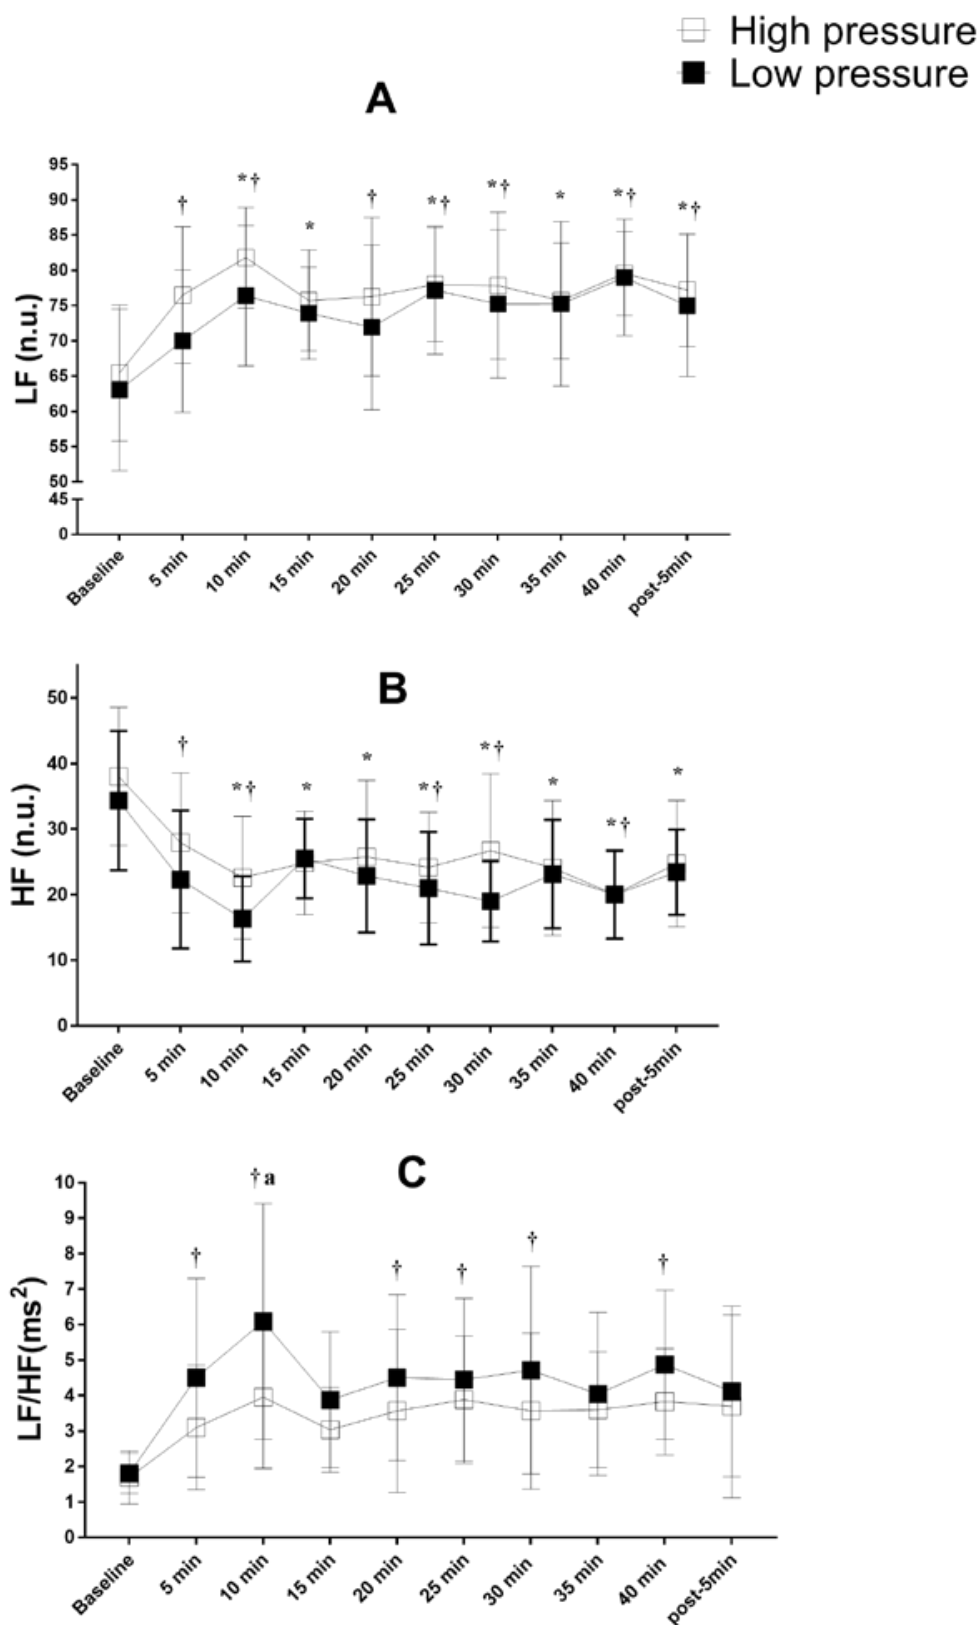 High pressure
Low pressure
A
LF (n.u.)
95
90
85
80
75
70
65
60
55
50
45
0
†
*†
*
†
*†
*†
*
*†
*†
Baseline
5 min
10 min
15 min
20 min
25 min
30 min
35 min
40 min
post-5min
B
HF (n.u.)
50
40
30
20
10
0
†
*†
*
*
*†
*†
*
*†
*
Baseline
5 min
10 min
15 min
20 min
25 min
30 min
35 min
40 min
post-5min
C
LF/HF(ms²)
10
9
8
7
6
5
4
3
2
1
0
†
†a
†
†
†
†
Baseline
5 min
10 min
15 min
20 min
25 min
30 min
35 min
40 min
post-5min